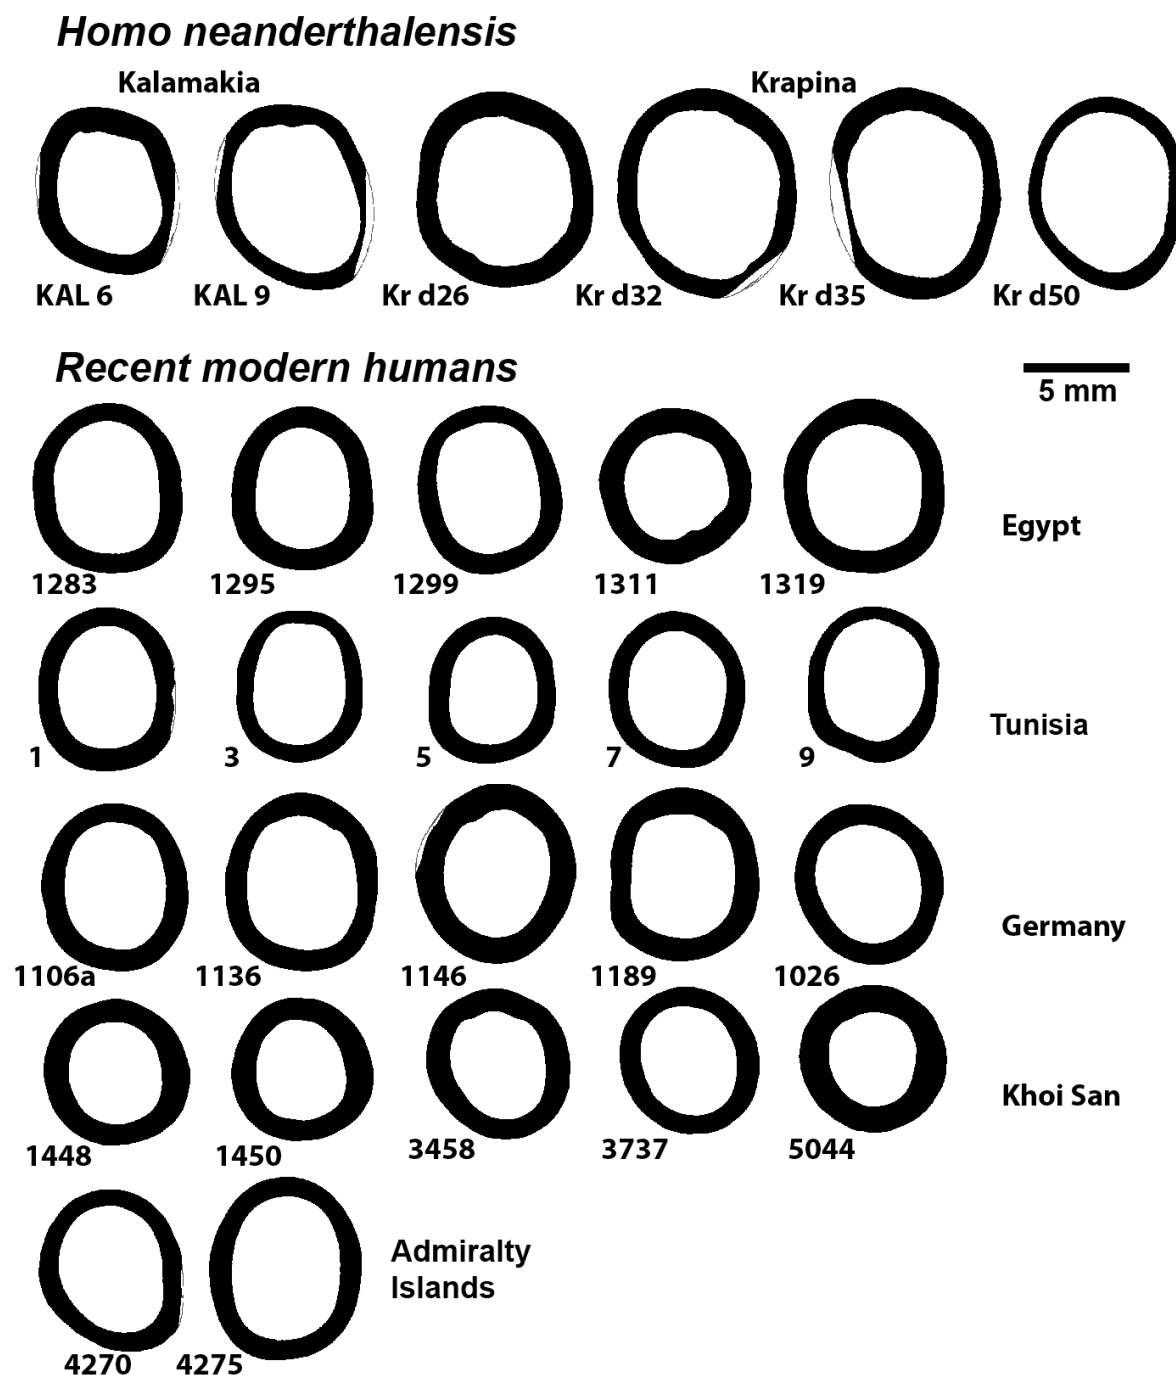 Homo neanderthalensis
Kalamakia Krapina
KAL 6 KAL 9 Kr d26 Kr d32 Kr d35 Kr d50
Recent modern humans
5 mm
Egypt
1283 1295 1299 1311 1319
Tunisia
1 3 5 7 9
Germany
1106a 1136 1146 1189 1026
Khoi San
1448 1450 3458 3737 5044
Admiralty
Islands
4270 4275